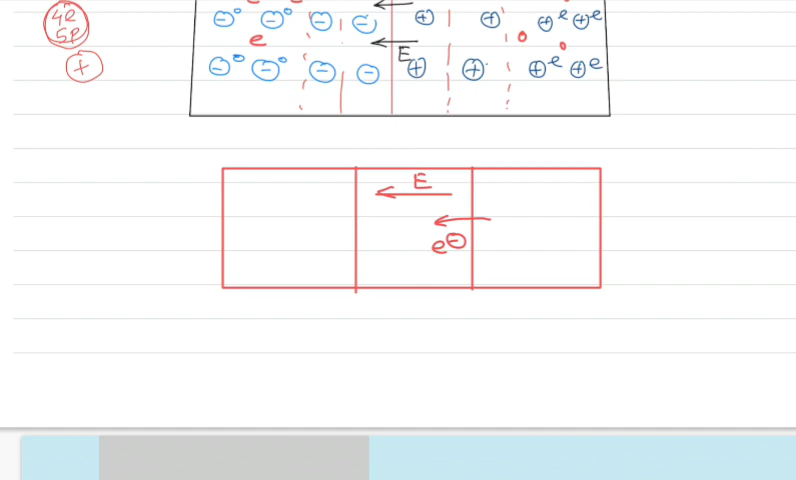 4e
5p
+
⊖° ⊖° ⊖ ⊖ ⊕ ⊕ ⊕e ⊕e
e
E
⊖° ⊖° ⊖ ⊖ ⊕ ⊕ ⊕e ⊕e
E
e⊖